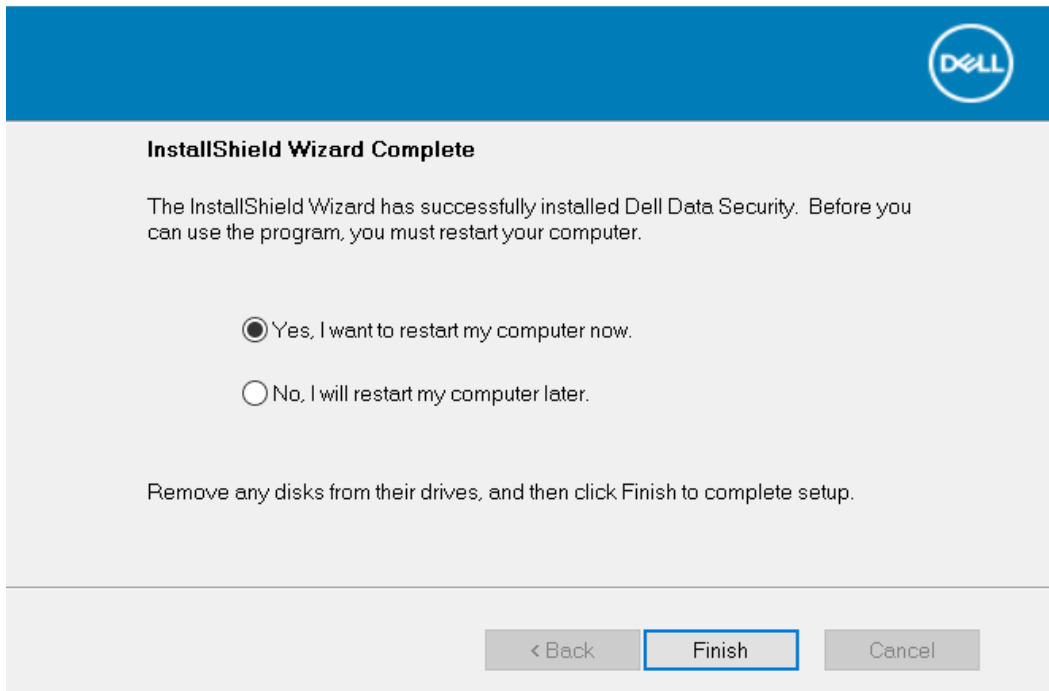 DELL
InstallShield Wizard Complete
The InstallShield Wizard has successfully installed Dell Data Security. Before you
can use the program, you must restart your computer.
Yes, I want to restart my computer now.
No, I will restart my computer later.
Remove any disks from their drives, and then click Finish to complete setup.
< Back Finish Cancel